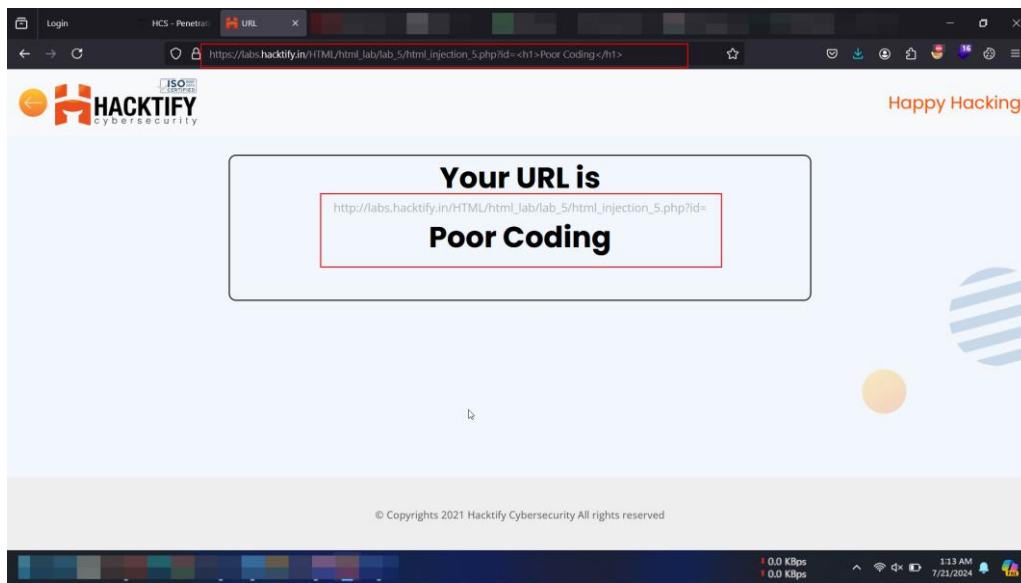 Login
HCS - Penetrati
URL
https://labs.hacktify.in/HTML/html_lab/lab_5/html_injection_5.php?id=<h1>Poor Coding</h1>
16
ISO
CERTIFIED
HACKTIFY
cybersecurity
Happy Hacking
Your URL is
http://labs.hacktify.in/HTML/html_lab/lab_5/html_injection_5.php?id=
Poor Coding
© Copyrights 2021 Hacktify Cybersecurity All rights reserved
0.0 KBps
0.0 KBps
1:13 AM
7/21/2024